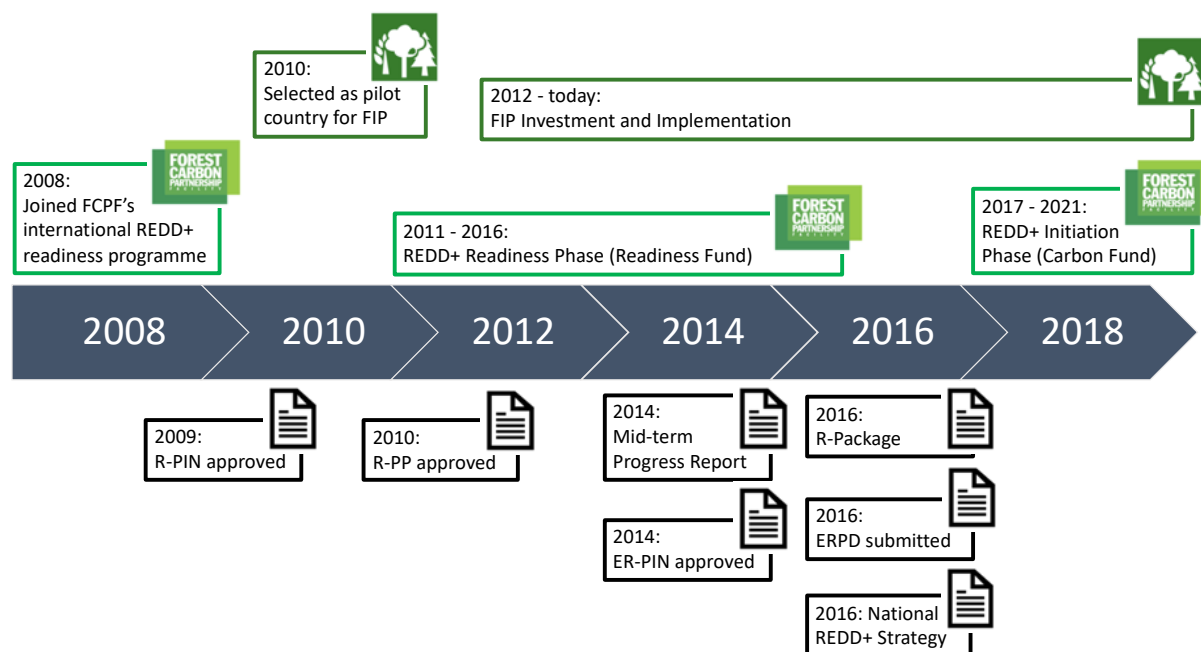 2010:
Selected as pilot
country for FIP
2012 - today:
FIP Investment and Implementation
2008:
Joined FCPF’s
international REDD+
readiness programme
FOREST
CARBON
PARTNERSHIP
FACILITY
2011 - 2016:
REDD+ Readiness Phase (Readiness Fund)
FOREST
CARBON
PARTNERSHIP
FACILITY
2017 - 2021:
REDD+ Initiation
Phase (Carbon Fund)
FOREST
CARBON
PARTNERSHIP
FACILITY
2008
2010
2012
2014
2016
2018
2009:
R-PIN approved
2010:
R-PP approved
2014:
Mid-term
Progress Report
2016:
R-Package
2014:
ER-PIN approved
2016:
ERPD submitted
2016: National
REDD+ Strategy